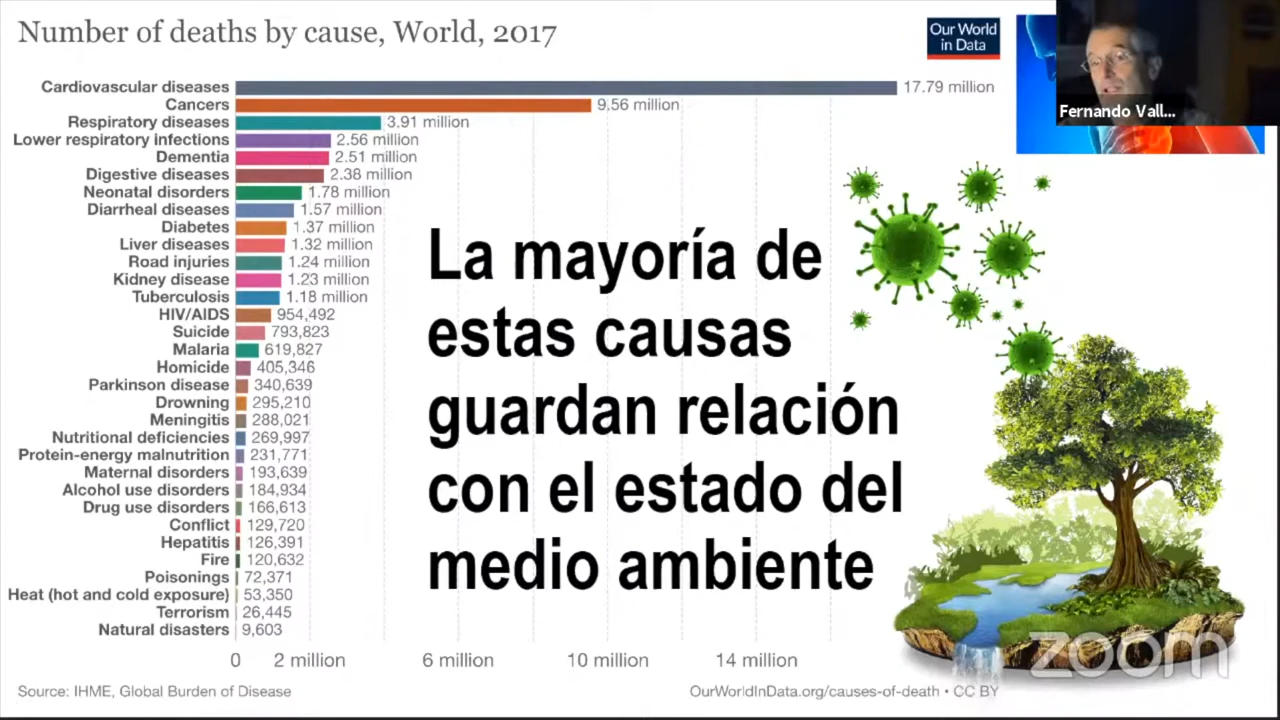 Number of deaths by cause, World, 2017
Our World
in Data
Fernando Vall...
Cardiovascular diseases 17.79 million
Cancers 9.56 million
Respiratory diseases 3.91 million
Lower respiratory infections 2.56 million
Dementia 2.51 million
Digestive diseases 2.38 million
Neonatal disorders 1.78 million
Diarrheal diseases 1.57 million
Diabetes 1.37 million
Liver diseases 1.32 million
Road injuries 1.24 million
Kidney disease 1.23 million
Tuberculosis 1.18 million
HIV/AIDS 954,492
Suicide 793,823
Malaria 619,827
Homicide 405,346
Parkinson disease 340,639
Drowning 295,210
Meningitis 288,021
Nutritional deficiencies 269,997
Protein-energy malnutrition 231,771
Maternal disorders 193,639
Alcohol use disorders 184,934
Drug use disorders 166,613
Conflict 129,720
Hepatitis 126,391
Fire 120,632
Poisonings 72,371
Heat (hot and cold exposure) 53,350
Terrorism 26,445
Natural disasters 9,603
0 2 million 6 million 10 million 14 million
La mayoría de
estas causas
guardan relación
con el estado del
medio ambiente
zoom
Source: IHME, Global Burden of Disease
OurWorldInData.org/causes-of-death • CC BY